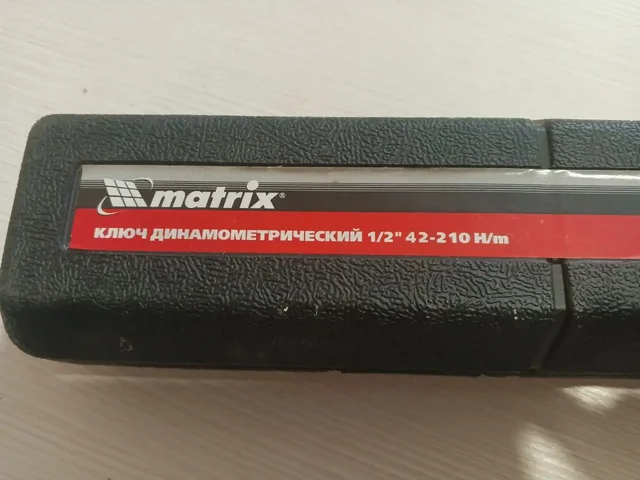 matrix®
КЛЮЧ ДИНАМОМЕТРИЧЕСКИЙ 1/2" 42-210 Н/m